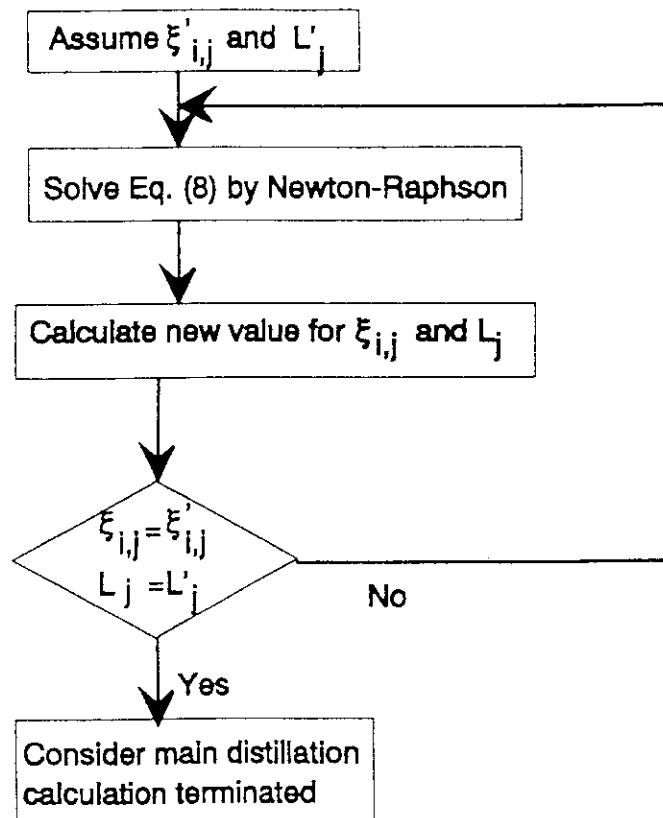 Assume ξ'i,j and L'j
Solve Eq. (8) by Newton-Raphson
Calculate new value for ξi,j and Lj
ξi,j = ξ'i,j
Lj = L'j
No
Yes
Consider main distillation
calculation terminated